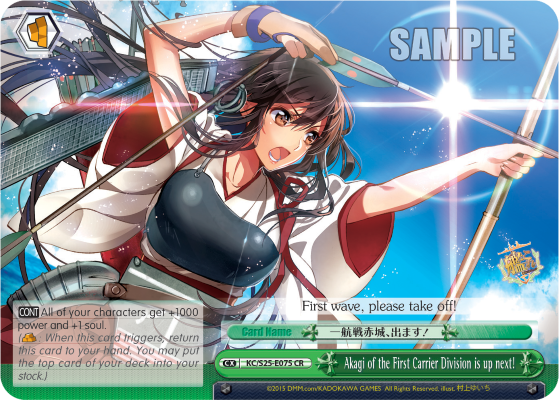 SAMPLE
First wave, please take off!
CONT All of your characters get +1000
power and +1 soul.
( : When this card triggers, return
this card to your hand. You may put
the top card of your deck into your
stock.)
Card Name
一航戦赤城、出ます！
CX KC/S25-E075 CR
Akagi of the First Carrier Division is up next!
©2015 DMM.com/KADOKAWA GAMES All Rights Reserved. illust. 村上ゆいち